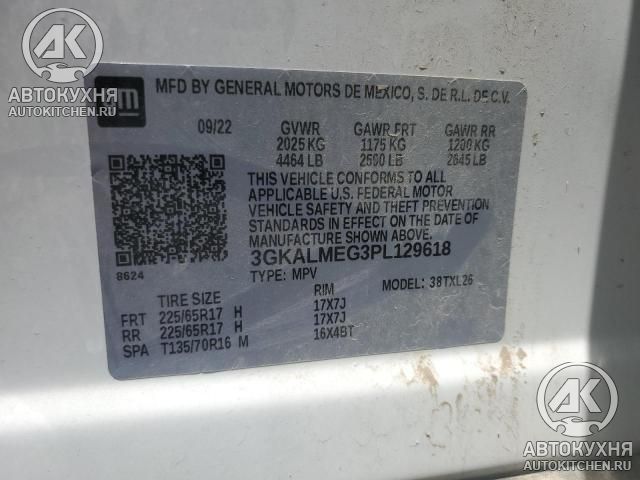 АВТОКУХНЯ
AUTOKITCHEN.RU
gm
MFD BY GENERAL MOTORS DE MEXICO, S. DE R.L. DE C.V.
09/22 GVWR GAWR FRT GAWR RR
2025 KG 1175 KG 1200 KG
4464 LB 2590 LB 2645 LB
THIS VEHICLE CONFORMS TO ALL
APPLICABLE U.S. FEDERAL MOTOR
VEHICLE SAFETY AND THEFT PREVENTION
STANDARDS IN EFFECT ON THE DATE OF
MANUFACTURE SHOWN ABOVE.
3GKALMEG3PL129618
8624 TYPE: MPV MODEL: 38TXL26
TIRE SIZE RIM
FRT 225/65R17 H 17X7J
RR 225/65R17 H 17X7J
SPA T135/70R16 M 16X4BT
АК
АВТОКУХНЯ
AUTOKITCHEN.RU